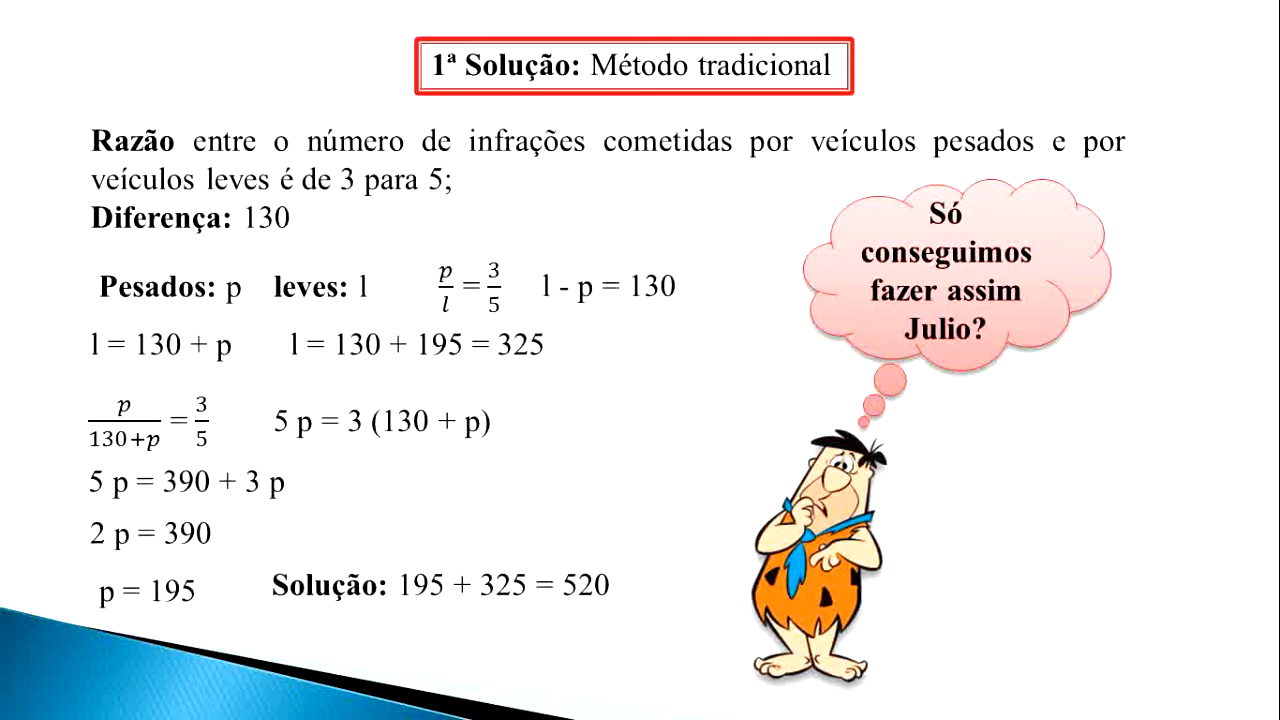 1ª Solução: Método tradicional
Razão entre o número de infrações cometidas por veículos pesados e por
veículos leves é de 3 para 5;
Diferença: 130
Pesados: p leves: l p/l = 3/5 l - p = 130
l = 130 + p l = 130 + 195 = 325
p/130+p = 3/5 5 p = 3 (130 + p)
5 p = 390 + 3 p
2 p = 390
p = 195 Solução: 195 + 325 = 520
Só
conseguimos
fazer assim
Julio?